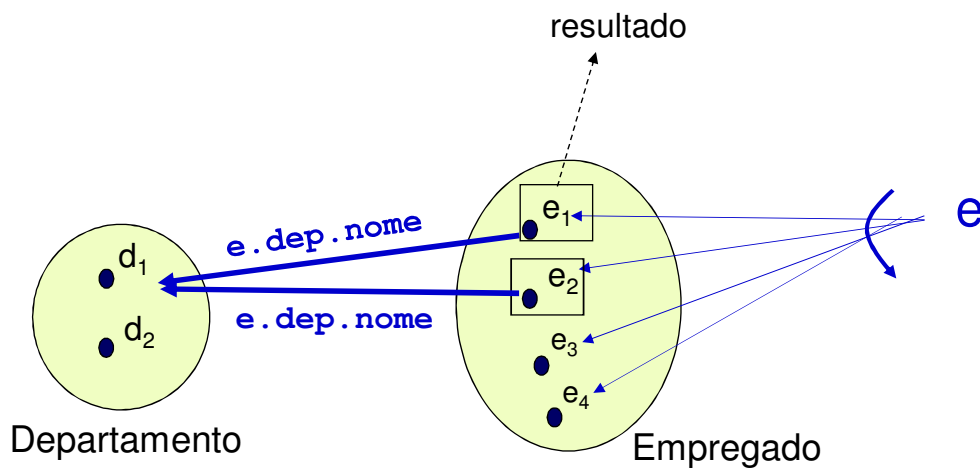 resultado
e1
e
e.dep.nome
d1
e2
e.dep.nome
d2
e3
e4
Departamento
Empregado